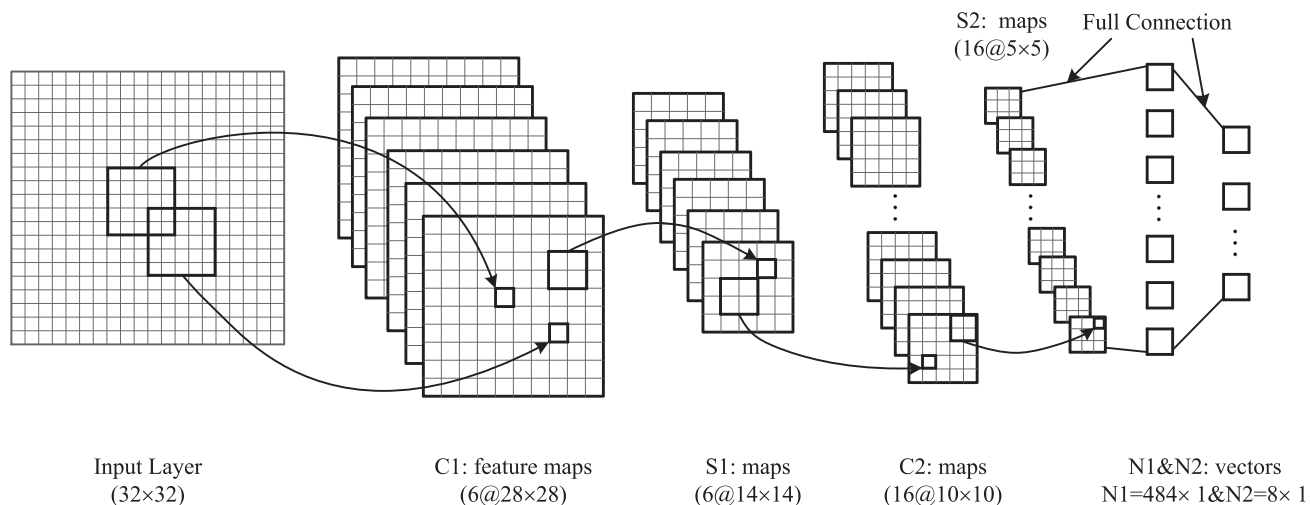 S2: maps
(16@5×5)
Full Connection
Input Layer
(32×32)
C1: feature maps
(6@28×28)
S1: maps
(6@14×14)
C2: maps
(16@10×10)
N1&N2: vectors
N1=484× 1&N2=8× 1